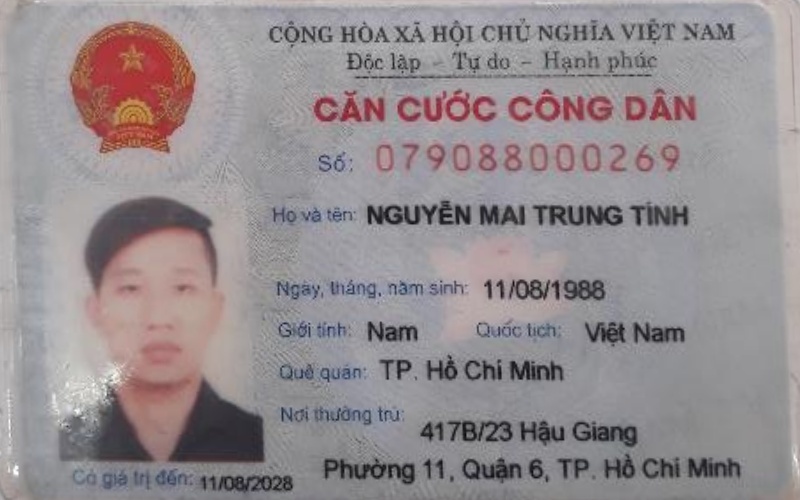 CỘNG HÒA XÃ HỘI CHỦ NGHĨA VIỆT NAM
Độc lập - Tự do - Hạnh phúc
CĂN CƯỚC CÔNG DÂN
Số: 079088000269
Họ và tên: NGUYỄN MAI TRUNG TÍNH
Ngày, tháng, năm sinh: 11/08/1988
Giới tính: Nam Quốc tịch: Việt Nam
Quê quán: TP. Hồ Chí Minh
Nơi thường trú: 417B/23 Hậu Giang
Phường 11, Quận 6, TP. Hồ Chí Minh
Có giá trị đến: 11/08/2028